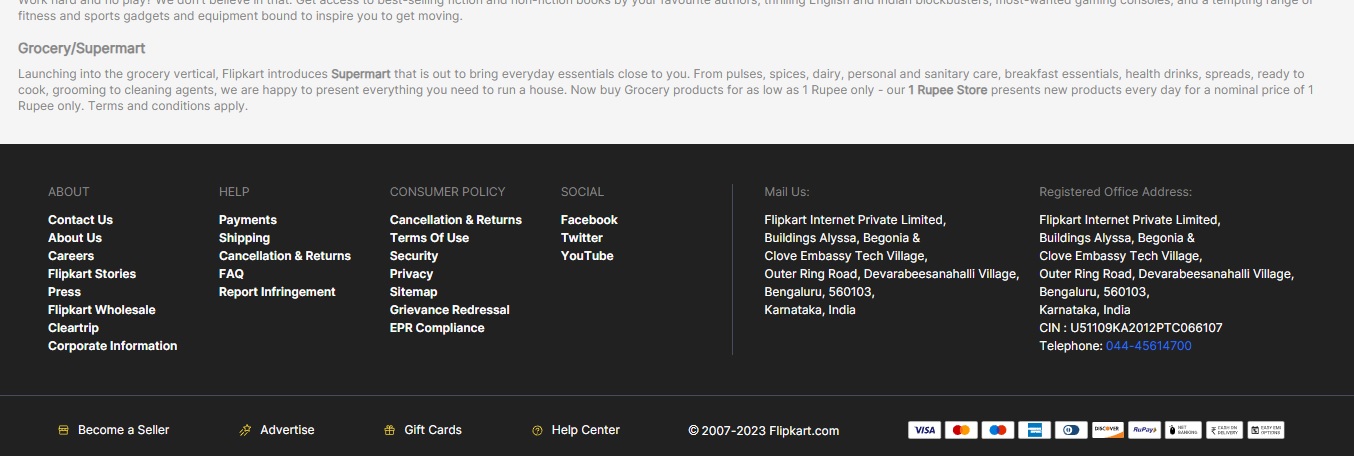 Work hard and no play? We don't believe in that. Get access to best-selling fiction and non-fiction books by your favourite authors, thrilling English and Indian blockbusters, most-wanted gaming consoles, and a tempting range of
fitness and sports gadgets and equipment bound to inspire you to get moving.
Grocery/Supermart
Launching into the grocery vertical, Flipkart introduces Supermart that is out to bring everyday essentials close to you. From pulses, spices, dairy, personal and sanitary care, breakfast essentials, health drinks, spreads, ready to
cook, grooming to cleaning agents, we are happy to present everything you need to run a house. Now buy Grocery products for as low as 1 Rupee only - our 1 Rupee Store presents new products every day for a nominal price of 1
Rupee only. Terms and conditions apply.
ABOUT
Contact Us
About Us
Careers
Flipkart Stories
Press
Flipkart Wholesale
Cleartrip
Corporate Information
HELP
Payments
Shipping
Cancellation & Returns
FAQ
Report Infringement
CONSUMER POLICY
Cancellation & Returns
Terms Of Use
Security
Privacy
Sitemap
Grievance Redressal
EPR Compliance
SOCIAL
Facebook
Twitter
YouTube
Mail Us:
Flipkart Internet Private Limited,
Buildings Alyssa, Begonia &
Clove Embassy Tech Village,
Outer Ring Road, Devarabeesanahalli Village,
Bengaluru, 560103,
Karnataka, India
Registered Office Address:
Flipkart Internet Private Limited,
Buildings Alyssa, Begonia &
Clove Embassy Tech Village,
Outer Ring Road, Devarabeesanahalli Village,
Bengaluru, 560103,
Karnataka, India
CIN : U51109KA2012PTC066107
Telephone: 044-45614700
Become a Seller
Advertise
Gift Cards
Help Center
© 2007-2023 Flipkart.com
VISA
DISCOVER
RuPay
NET BANKING
CASH ON DELIVERY
EASY EMI OPTIONS